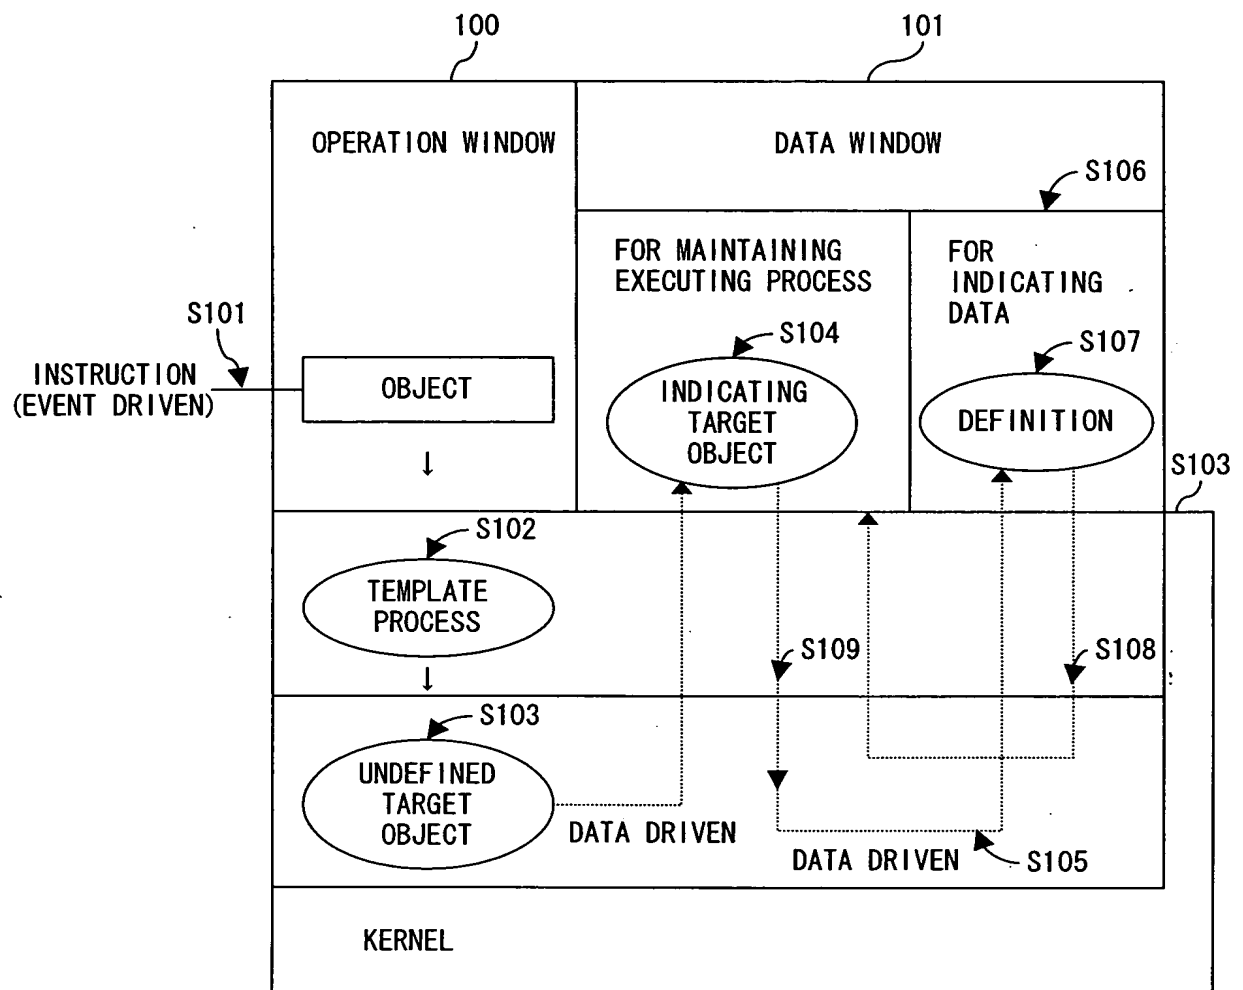 100
101
OPERATION WINDOW
DATA WINDOW
S106
FOR MAINTAINING
EXECUTING PROCESS
FOR
INDICATING
DATA
S101
S104
S107
INSTRUCTION
(EVENT DRIVEN)
OBJECT
INDICATING
TARGET
OBJECT
DEFINITION
↓
S103
S102
TEMPLATE
PROCESS
S109
S108
↓
S103
UNDEFINED
TARGET
OBJECT
DATA DRIVEN
DATA DRIVEN
S105
KERNEL